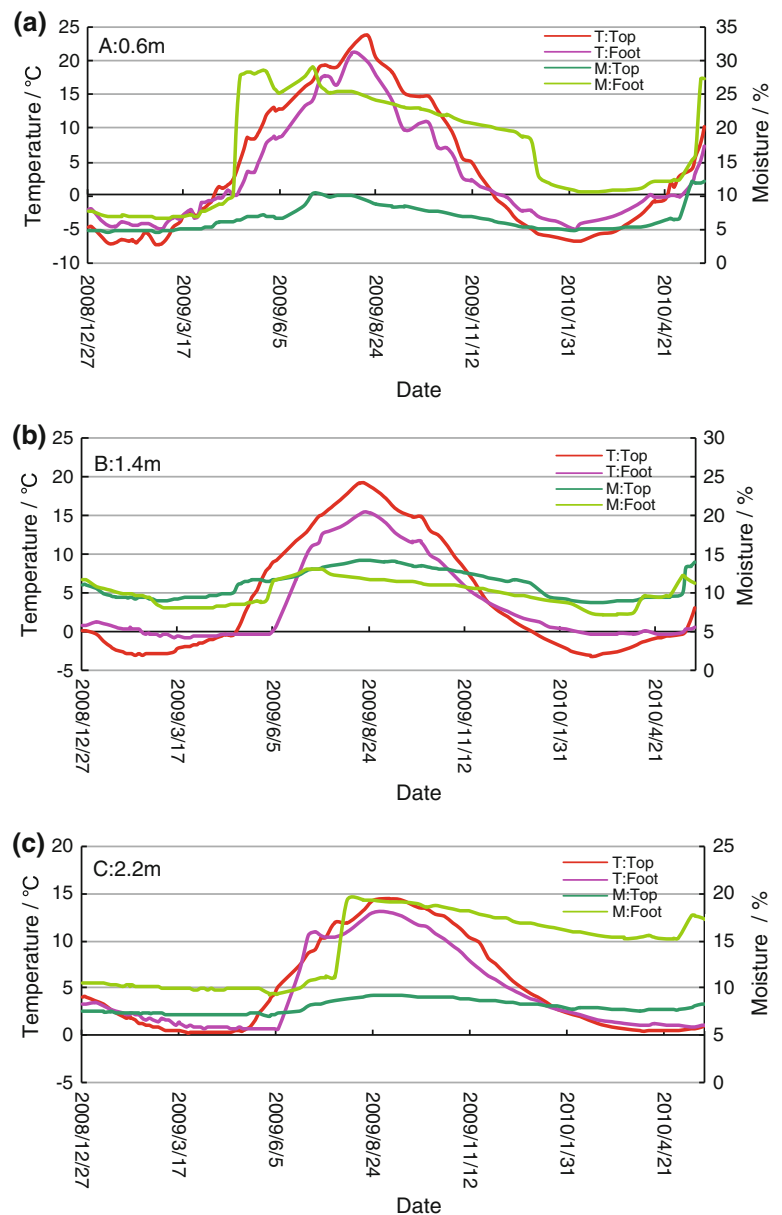 (a)
A:0.6m
T:Top
T:Foot
M:Top
M:Foot
Temperature / °C
25
20
15
10
5
0
-5
-10
Moisture / %
35
30
25
20
15
10
5
0
2008/12/27
2009/3/17
2009/6/5
2009/8/24
2009/11/12
2010/1/31
2010/4/21
Date
(b)
B:1.4m
T:Top
T:Foot
M:Top
M:Foot
Temperature / °C
25
20
15
10
5
0
-5
Moisture / %
30
25
20
15
10
5
0
2008/12/27
2009/3/17
2009/6/5
2009/8/24
2009/11/12
2010/1/31
2010/4/21
Date
(c)
C:2.2m
T:Top
T:Foot
M:Top
M:Foot
Temperature / °C
20
15
10
5
0
-5
Moisture / %
25
20
15
10
5
0
2008/12/27
2009/3/17
2009/6/5
2009/8/24
2009/11/12
2010/1/31
2010/4/21
Date